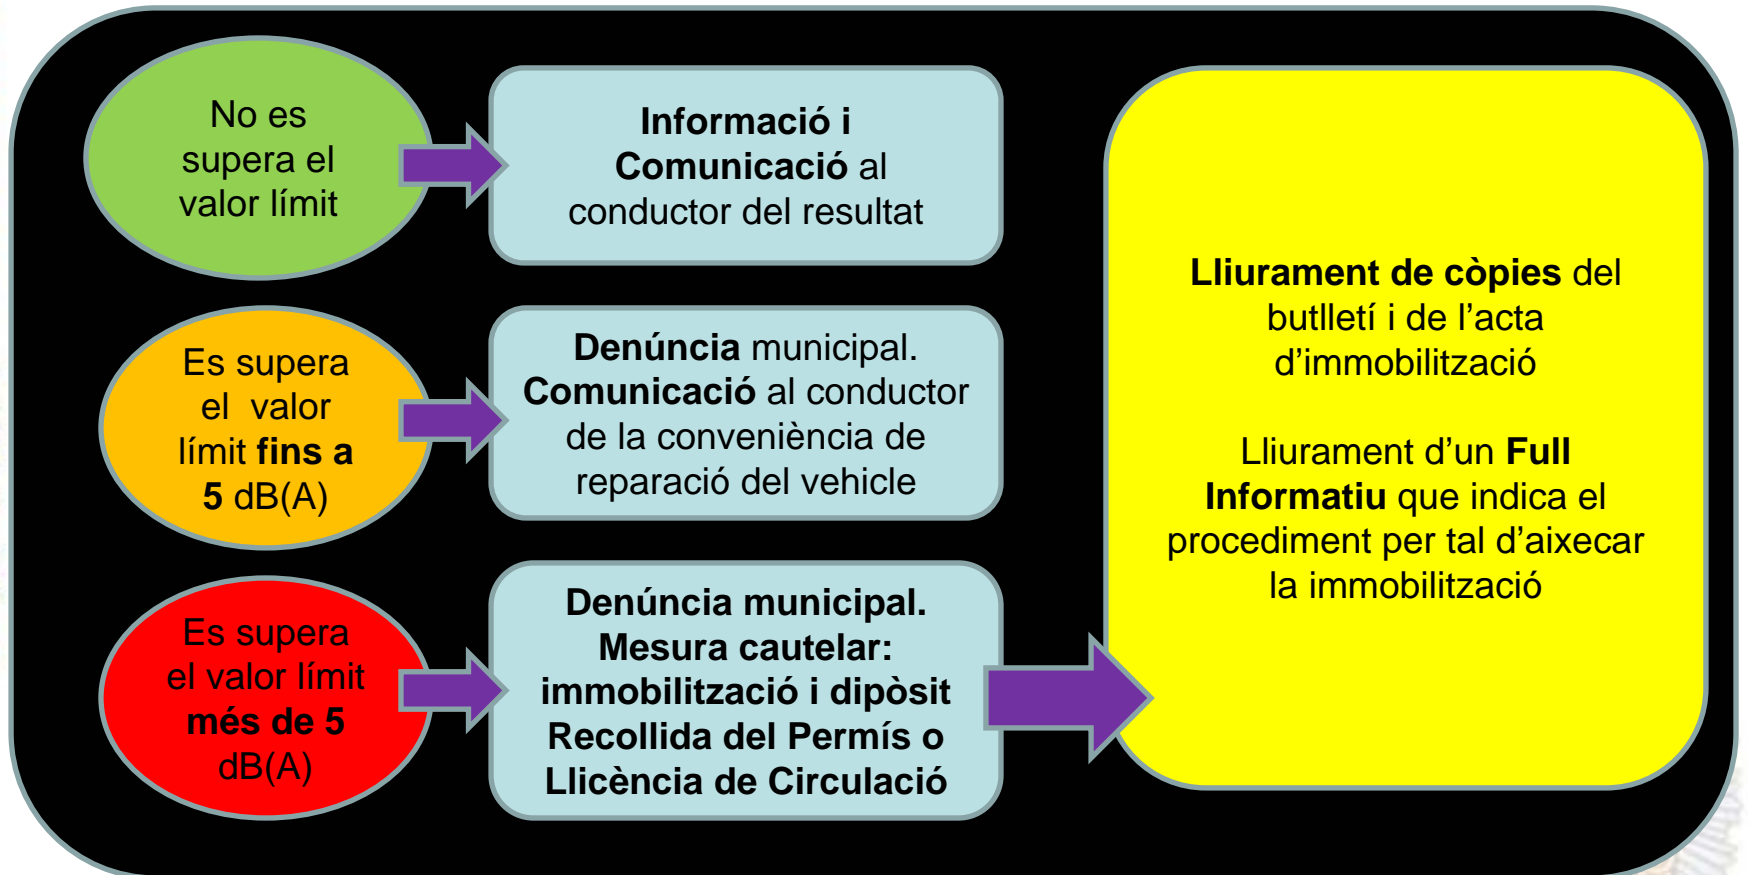 No es
supera el
valor límit
Informació i
Comunicació al
conductor del resultat
Es supera
el valor
límit fins a
5 dB(A)
Denúncia municipal.
Comunicació al conductor
de la conveniència de
reparació del vehicle
Es supera
el valor límit
més de 5
dB(A)
Denúncia municipal.
Mesura cautelar:
immobilització i dipòsit
Recollida del Permís o
Llicència de Circulació
Lliurament de còpies del
butlletí i de l’acta
d’immobilització
Lliurament d’un Full
Informatiu que indica el
procediment per tal d’aixecar
la immobilització